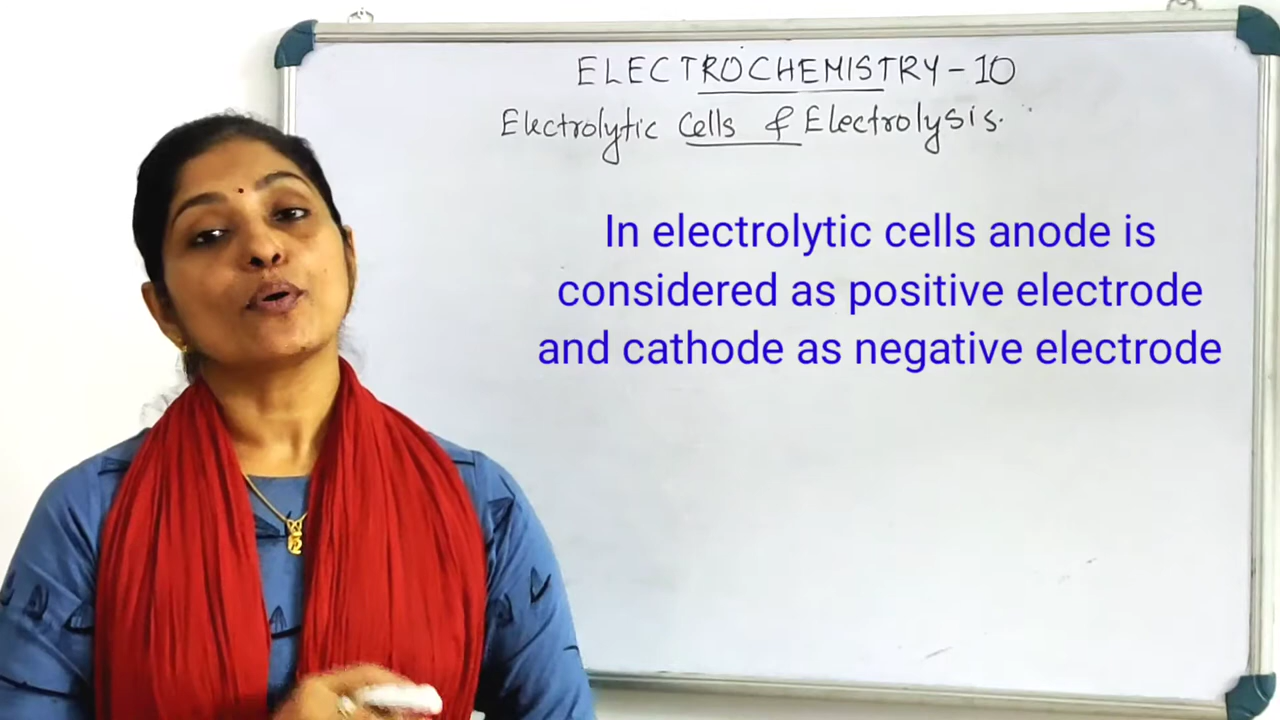 ELECTROCHEMISTRY-10
Electrolytic Cells & Electrolysis.
In electrolytic cells anode is
considered as positive electrode
and cathode as negative electrode